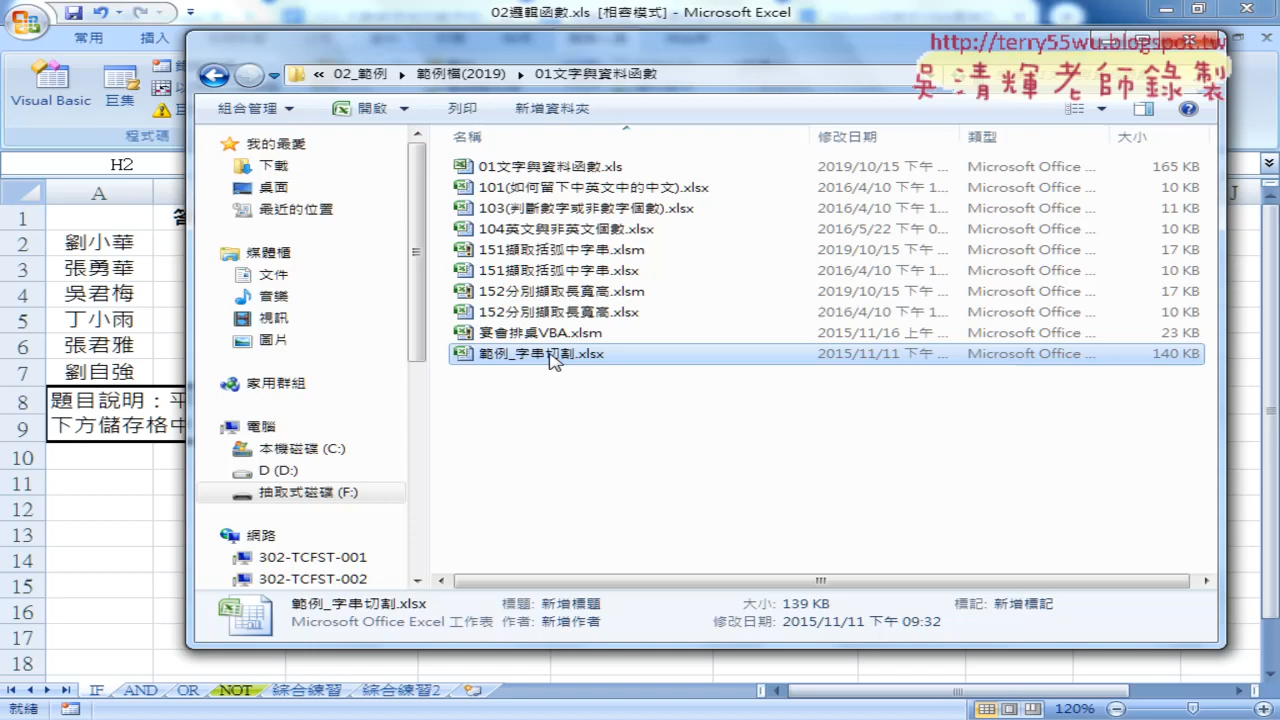 02邏輯函數.xls [相容模式] - Microsoft Excel
常用
插入
http://terry55wu.blogspot.tw
吳清輝老師錄製
« 02_範例 ▸ 範例檔(2019) ▸ 01文字與資料函數
Visual Basic
巨集
程式碼
組合管理
開啟
列印
新增資料夾
H2
我的最愛
下載
桌面
最近的位置
媒體櫃
文件
音樂
視訊
圖片
家用群組
電腦
本機磁碟 (C:)
D (D:)
抽取式磁碟 (F:)
網路
302-TCFST-001
302-TCFST-002
名稱 修改日期 類型 大小
01文字與資料函數.xls 2019/10/15 下午 ... Microsoft Office ... 165 KB
101(如何留下中英文中的中文).xlsx 2016/4/10 下午 1... Microsoft Office ... 10 KB
103(判斷數字或非數字個數).xlsx 2016/4/10 下午 1... Microsoft Office ... 11 KB
104英文與非英文個數.xlsx 2016/5/22 下午 0... Microsoft Office ... 10 KB
151擷取括弧中字串.xlsm 2019/10/15 下午 ... Microsoft Office ... 17 KB
151擷取括弧中字串.xlsx 2016/4/10 下午 1... Microsoft Office ... 10 KB
152分別擷取長寬高.xlsm 2019/10/15 下午 ... Microsoft Office ... 17 KB
152分別擷取長寬高.xlsx 2016/4/10 下午 1... Microsoft Office ... 10 KB
宴會排桌VBA.xlsm 2015/11/16 上午 ... Microsoft Office ... 23 KB
範例_字串切割.xlsx 2015/11/11 下午 ... Microsoft Office ... 140 KB
範例_字串切割.xlsx 標題: 新增標題 大小: 139 KB 標記: 新增標記
Microsoft Office Excel 工作表 作者: 新增作者 修改日期: 2015/11/11 下午 09:32
A
J
1
2 劉小華
3 張勇華
4 吳君梅
5 丁小雨
6 張君雅
7 劉自強
8 題目說明：平
9 下方儲存格中
10
11
12
13
14
15
16
17
18
IF AND OR NOT 綜合練習 綜合練習2
就緒
120%